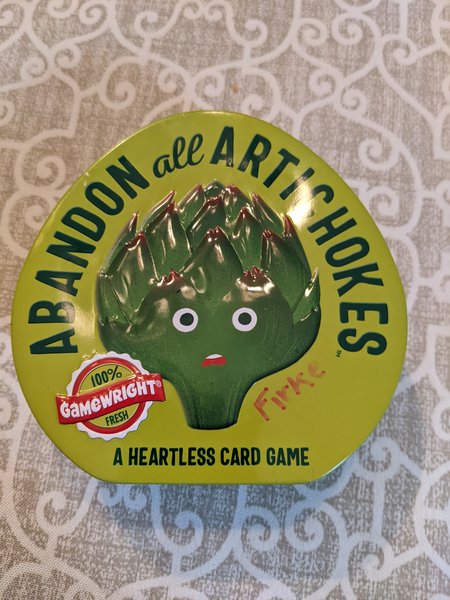 ABANDON all ARTICHOKES
100%
GAMEWRIGHT®
FRESH
Firke
A HEARTLESS CARD GAME